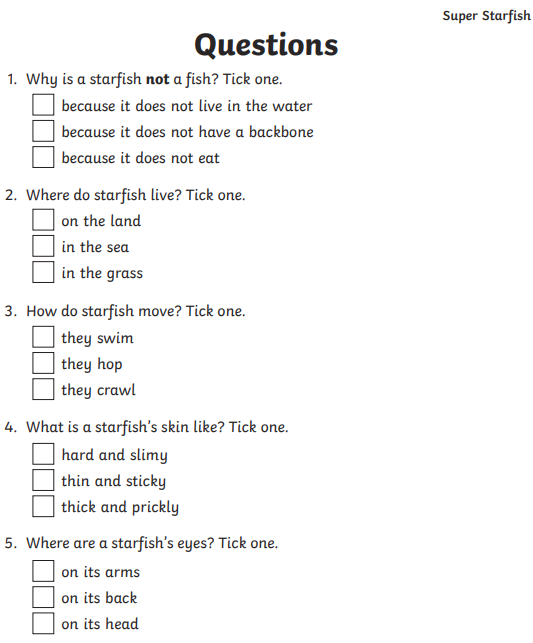 Super Starfish
Questions
1. Why is a starfish not a fish? Tick one.
because it does not live in the water
because it does not have a backbone
because it does not eat
2. Where do starfish live? Tick one.
on the land
in the sea
in the grass
3. How do starfish move? Tick one.
they swim
they hop
they crawl
4. What is a starfish’s skin like? Tick one.
hard and slimy
thin and sticky
thick and prickly
5. Where are a starfish’s eyes? Tick one.
on its arms
on its back
on its head